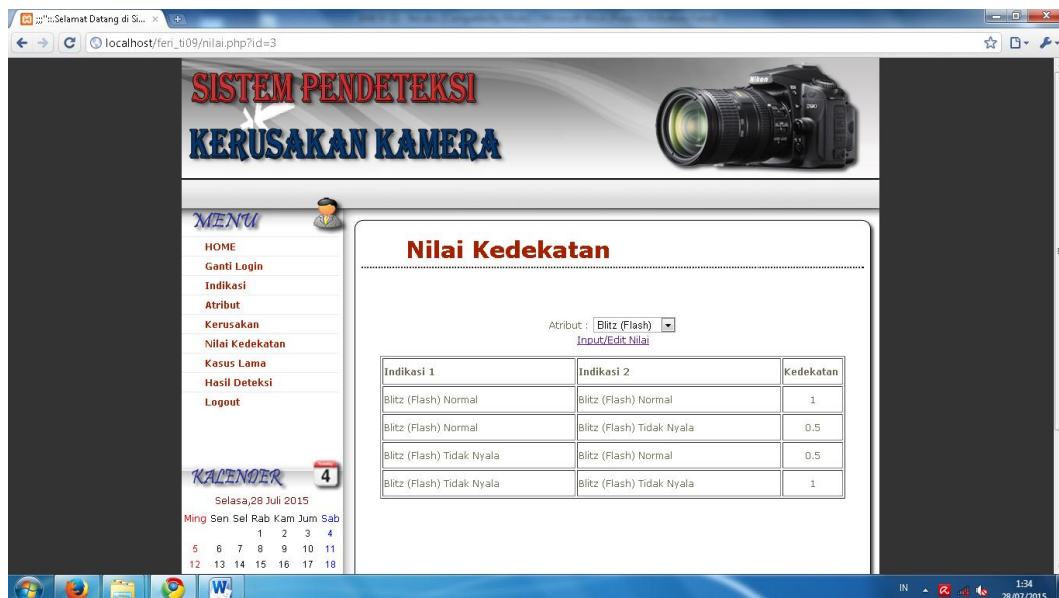 ;;;"::.Selamat Datang di Si...
localhost/feri_ti09/nilai.php?id=3
SISTEM PENDETEKSI
KERUSAKAN KAMERA
Nikon
MENU
HOME
Ganti Login
Indikasi
Atribut
Kerusakan
Nilai Kedekatan
Kasus Lama
Hasil Deteksi
Logout
Nilai Kedekatan
Atribut : Blitz (Flash)
Input/Edit Nilai
Indikasi 1 Indikasi 2 Kedekatan
Blitz (Flash) Normal Blitz (Flash) Normal 1
Blitz (Flash) Normal Blitz (Flash) Tidak Nyala 0.5
Blitz (Flash) Tidak Nyala Blitz (Flash) Normal 0.5
Blitz (Flash) Tidak Nyala Blitz (Flash) Tidak Nyala 1
KALENDER
4
Selasa,28 Juli 2015
Ming Sen Sel Rab Kam Jum Sab
1 2 3 4
5 6 7 8 9 10 11
12 13 14 15 16 17 18
W
IN
1:34
28/07/2015